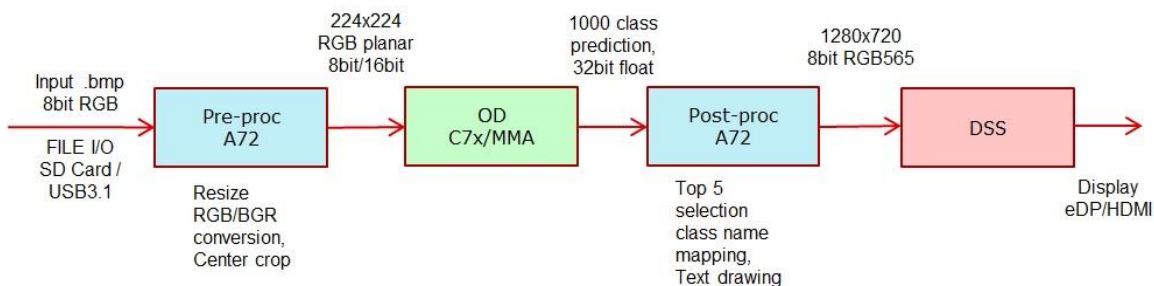 Input .bmp
8bit RGB
FILE I/O
SD Card /
USB3.1
Pre-proc
A72
Resize
RGB/BGR
conversion,
Center crop
224x224
RGB planar
8bit/16bit
OD
C7x/MMA
1000 class
prediction,
32bit float
Post-proc
A72
Top 5
selection
class name
mapping,
Text drawing
1280x720
8bit RGB565
DSS
Display
eDP/HDMI